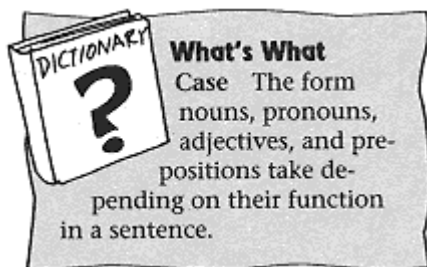 DICTIONARY
?
What's What
Case The form
nouns, pronouns,
adjectives, and pre-
positions take de-
pending on their function
in a sentence.